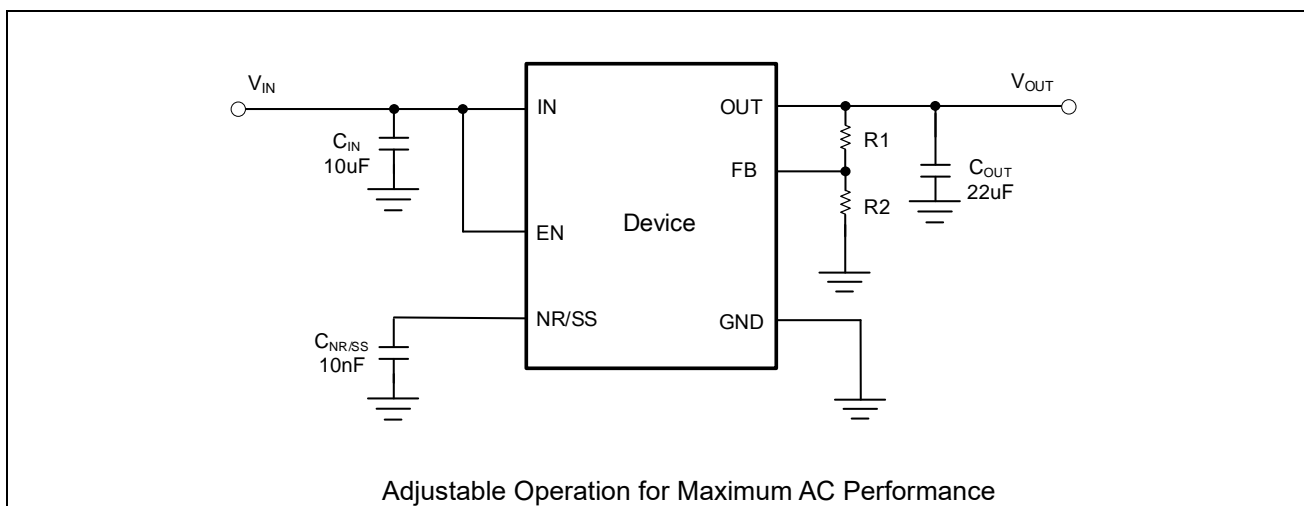 V_IN
IN
OUT
V_OUT
C_IN
10uF
R1
FB
C_OUT
22uF
R2
Device
EN
NR/SS
GND
C_NR/SS
10nF
Adjustable Operation for Maximum AC Performance